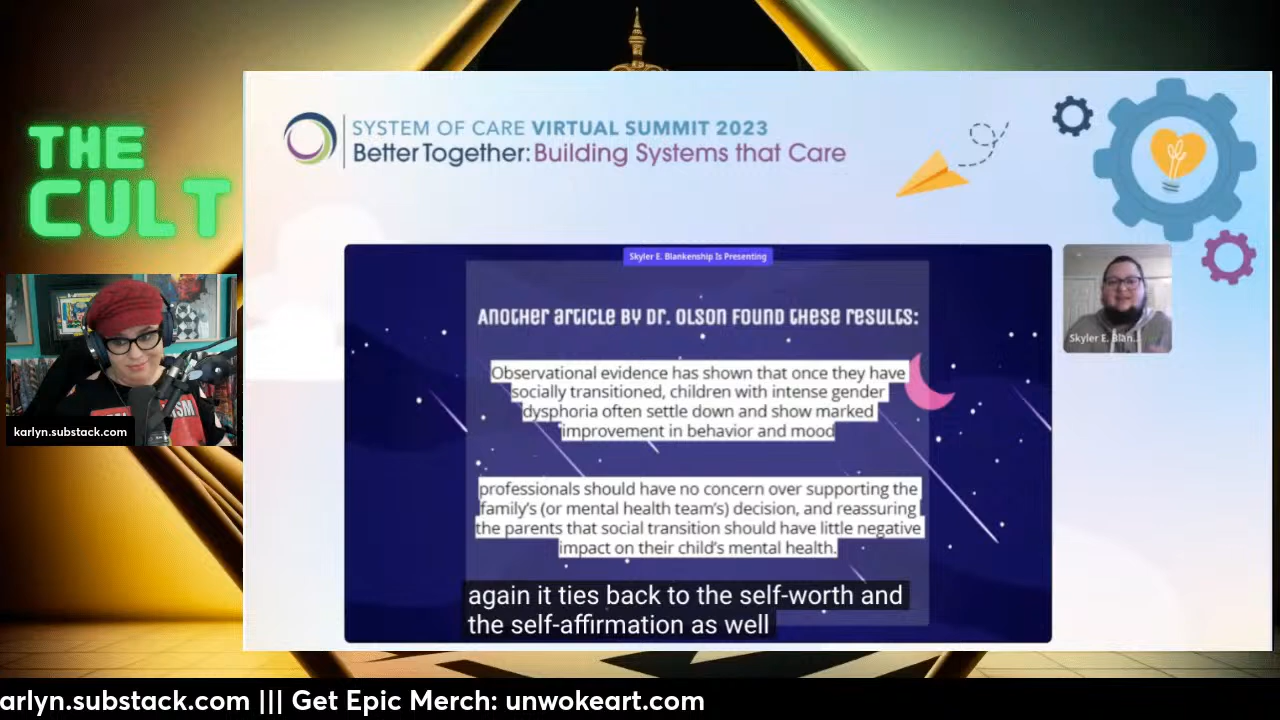 THE
CULT
karlyn.substack.com
SYSTEM OF CARE VIRTUAL SUMMIT 2023
Better Together: Building Systems that Care
Skyler E. Blankenship Is Presenting
Another article by Dr. Olson found these results:
Observational evidence has shown that once they have
socially transitioned, children with intense gender
dysphoria often settle down and show marked
improvement in behavior and mood
professionals should have no concern over supporting the
family's (or mental health team's) decision, and reassuring
the parents that social transition should have little negative
impact on their child's mental health.
again it ties back to the self-worth and
the self-affirmation as well
Skyler E. Blan...
arlyn.substack.com ||| Get Epic Merch: unwokeart.com